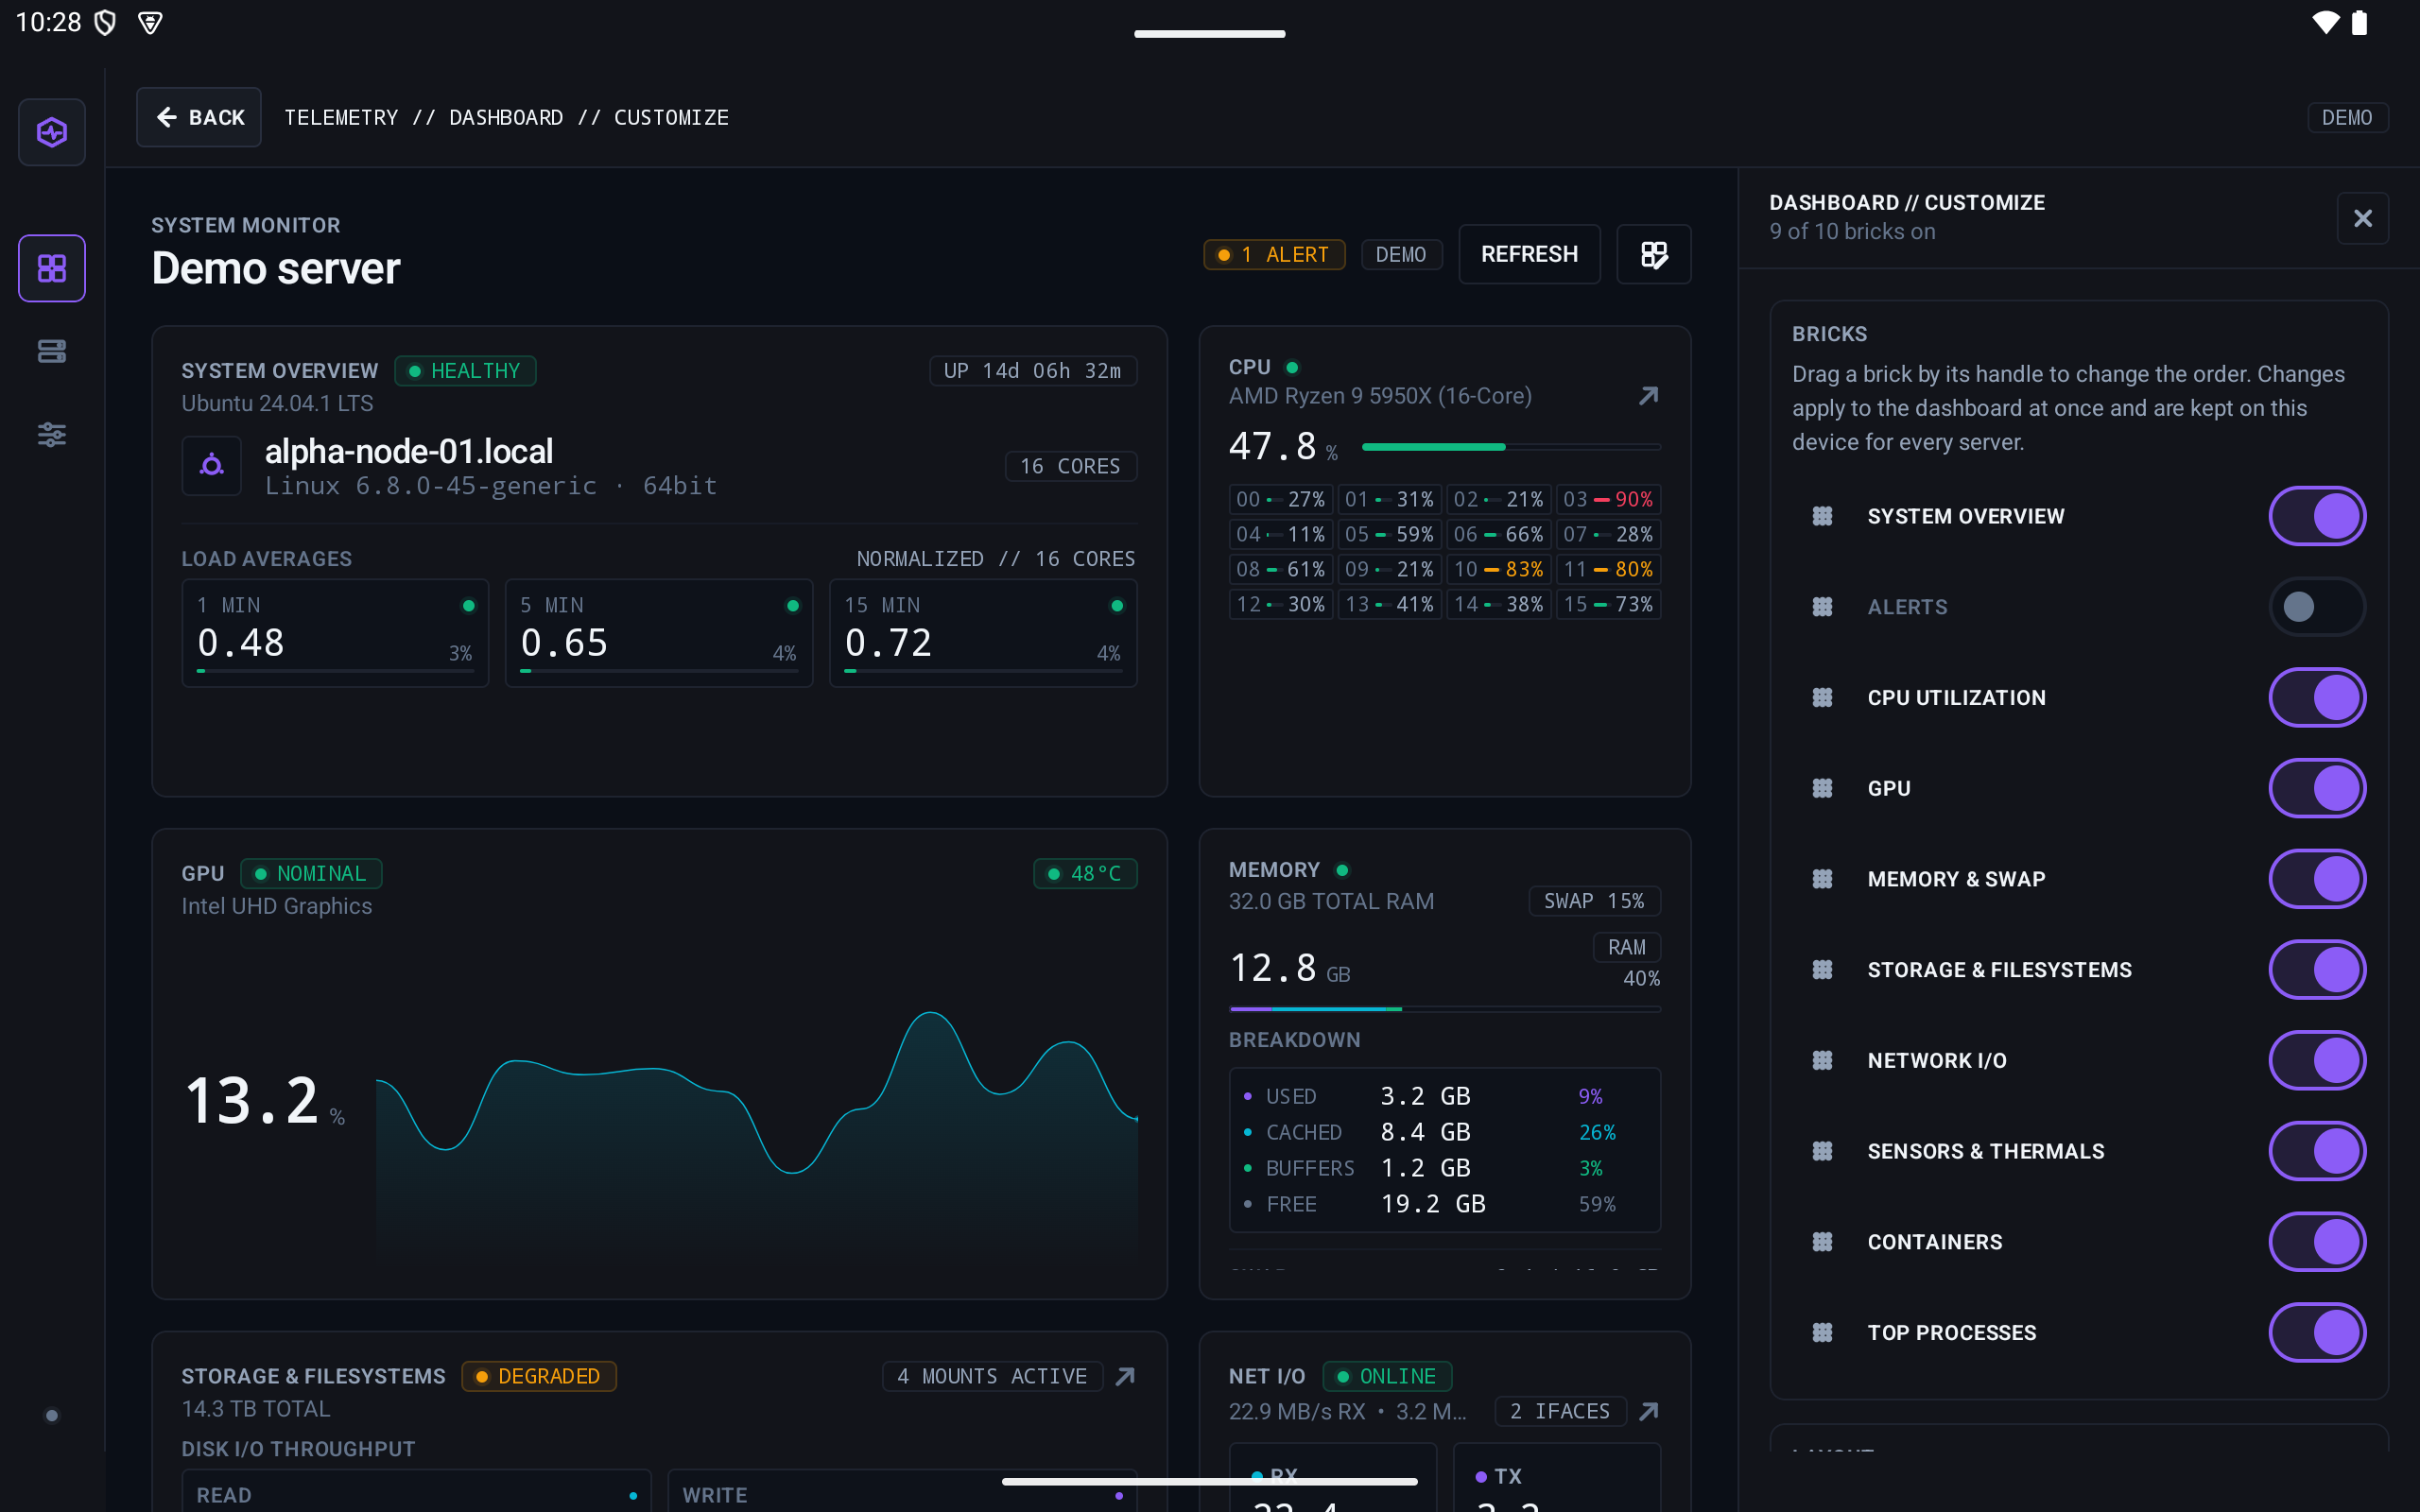 10:28
BACK TELEMETRY // DASHBOARD // CUSTOMIZE DEMO
SYSTEM MONITOR
Demo server
1 ALERT DEMO REFRESH
SYSTEM OVERVIEW HEALTHY UP 14d 06h 32m
Ubuntu 24.04.1 LTS
alpha-node-01.local
Linux 6.8.0-45-generic · 64bit
16 CORES
LOAD AVERAGES NORMALIZED // 16 CORES
1 MIN
0.48 3%
5 MIN
0.65 4%
15 MIN
0.72 4%
CPU
AMD Ryzen 9 5950X (16-Core)
47.8 %
00 27% 01 31% 02 21% 03 90%
04 11% 05 59% 06 66% 07 28%
08 61% 09 21% 10 83% 11 80%
12 30% 13 41% 14 38% 15 73%
GPU NOMINAL 48°C
Intel UHD Graphics
13.2 %
MEMORY
32.0 GB TOTAL RAM SWAP 15%
12.8 GB RAM
40%
BREAKDOWN
USED 3.2 GB 9%
CACHED 8.4 GB 26%
BUFFERS 1.2 GB 3%
FREE 19.2 GB 59%
STORAGE & FILESYSTEMS DEGRADED 4 MOUNTS ACTIVE
14.3 TB TOTAL
DISK I/O THROUGHPUT
READ
WRITE
NET I/O ONLINE
22.9 MB/s RX • 3.2 M... 2 IFACES
RX
TX
DASHBOARD // CUSTOMIZE
9 of 10 bricks on
BRICKS
Drag a brick by its handle to change the order. Changes
apply to the dashboard at once and are kept on this
device for every server.
SYSTEM OVERVIEW
ALERTS
CPU UTILIZATION
GPU
MEMORY & SWAP
STORAGE & FILESYSTEMS
NETWORK I/O
SENSORS & THERMALS
CONTAINERS
TOP PROCESSES